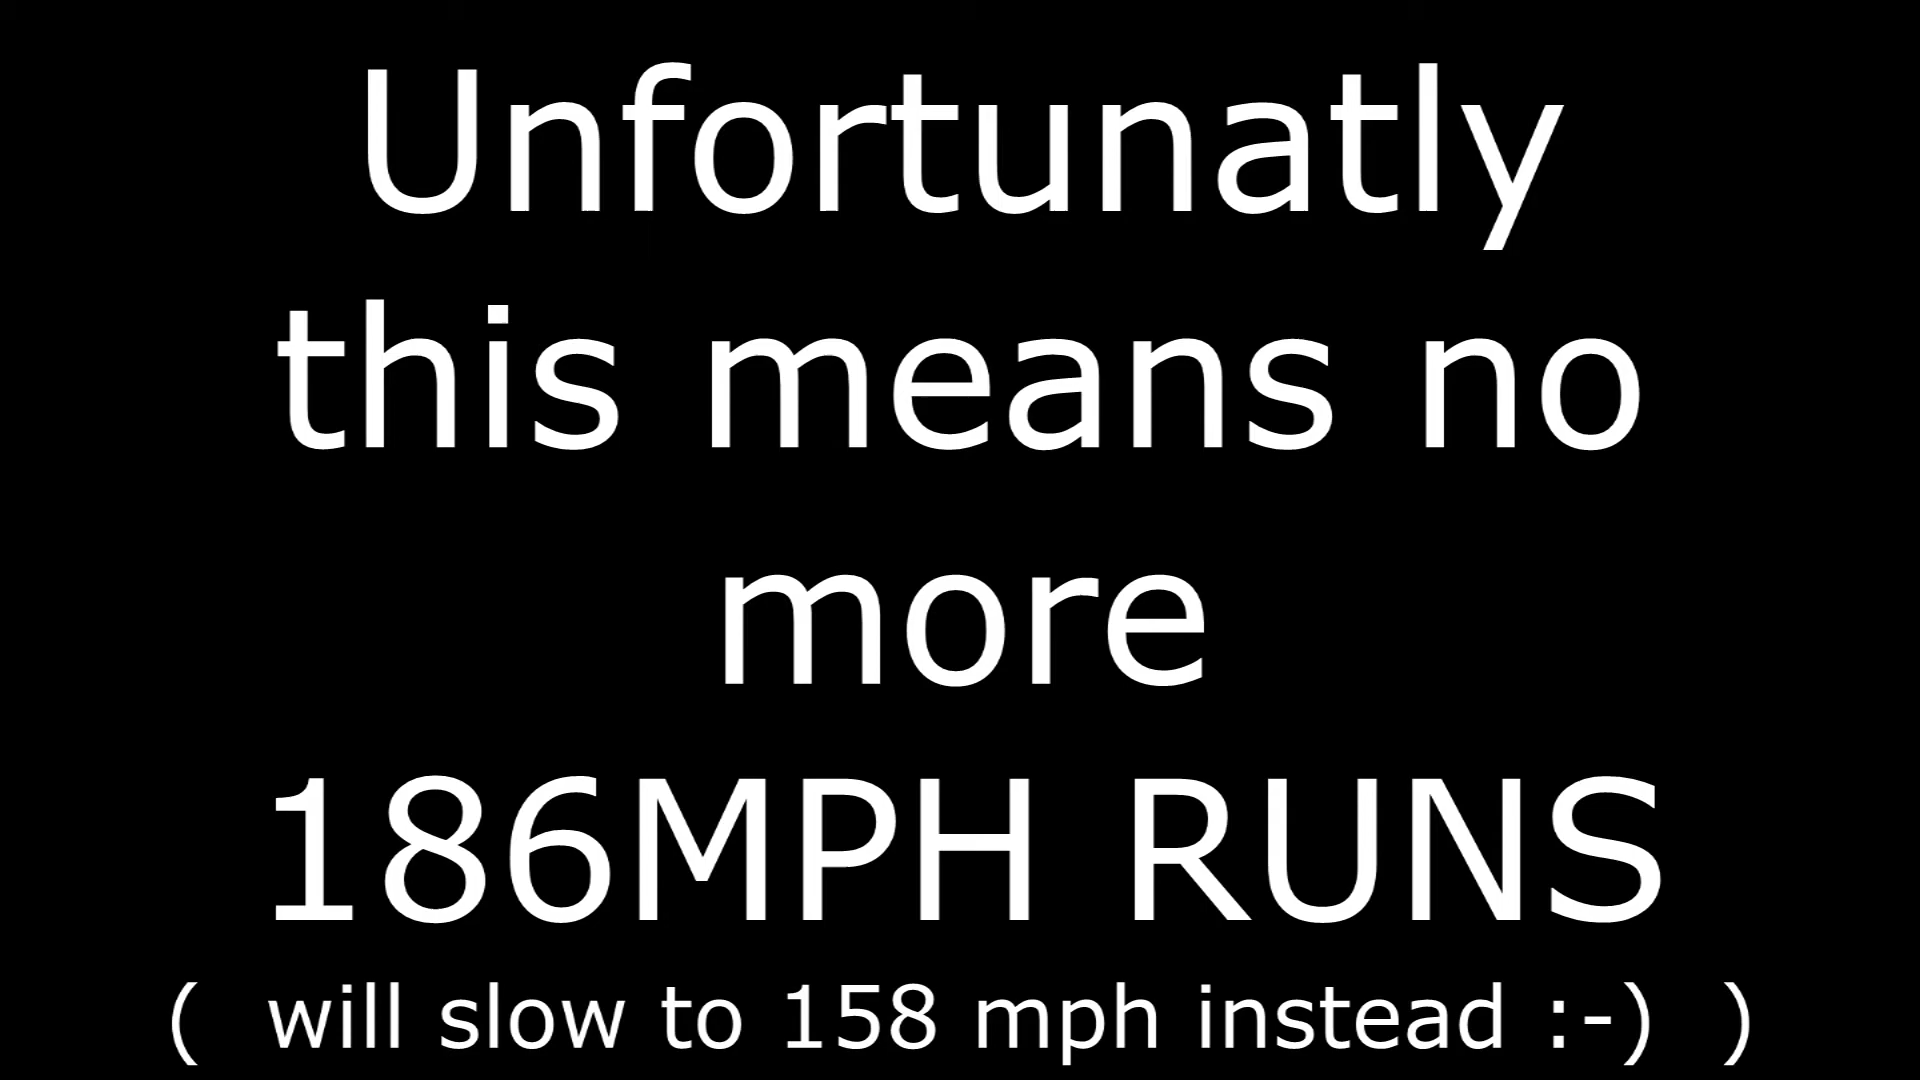 Unfortunatly
this means no
more
186MPH RUNS
( will slow to 158 mph instead :-) )